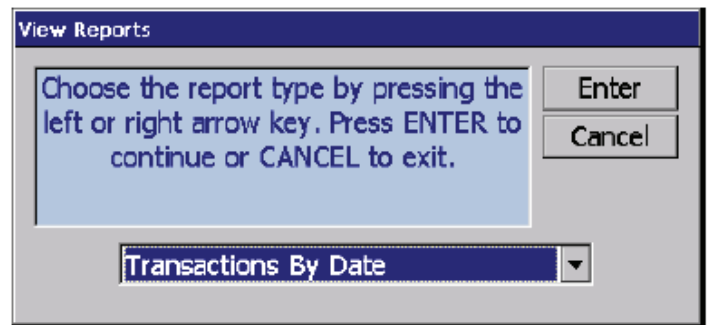 View Reports
Choose the report type by pressing the
left or right arrow key. Press ENTER to
continue or CANCEL to exit.
Enter
Cancel
Transactions By Date